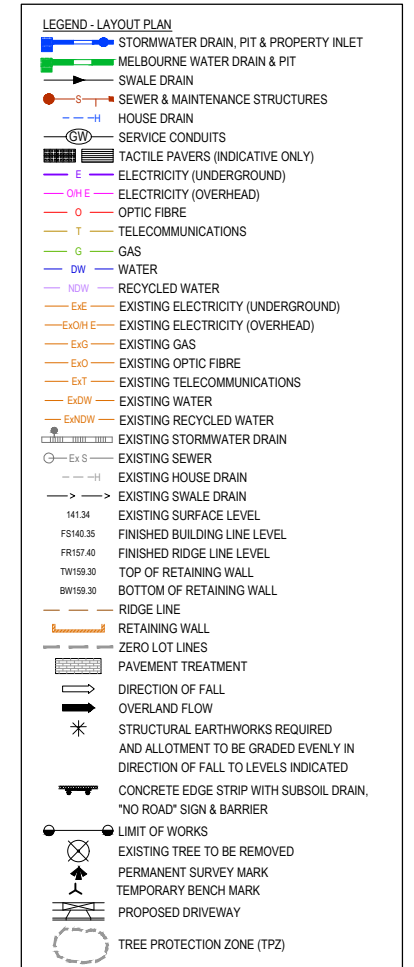 LEGEND - LAYOUT PLAN
STORMWATER DRAIN, PIT & PROPERTY INLET
MELBOURNE WATER DRAIN & PIT
SWALE DRAIN
S SEWER & MAINTENANCE STRUCTURES
H HOUSE DRAIN
GW SERVICE CONDUITS
TACTILE PAVERS (INDICATIVE ONLY)
E ELECTRICITY (UNDERGROUND)
O/H E ELECTRICITY (OVERHEAD)
O OPTIC FIBRE
T TELECOMMUNICATIONS
G GAS
DW WATER
NDW RECYCLED WATER
ExE EXISTING ELECTRICITY (UNDERGROUND)
ExO/H E EXISTING ELECTRICITY (OVERHEAD)
ExG EXISTING GAS
ExO EXISTING OPTIC FIBRE
ExT EXISTING TELECOMMUNICATIONS
ExDW EXISTING WATER
ExNDW EXISTING RECYCLED WATER
EXISTING STORMWATER DRAIN
Ex S EXISTING SEWER
H EXISTING HOUSE DRAIN
> > EXISTING SWALE DRAIN
141.34 EXISTING SURFACE LEVEL
FS140.35 FINISHED BUILDING LINE LEVEL
FR157.40 FINISHED RIDGE LINE LEVEL
TW159.30 TOP OF RETAINING WALL
BW159.30 BOTTOM OF RETAINING WALL
RIDGE LINE
RETAINING WALL
ZERO LOT LINES
PAVEMENT TREATMENT
DIRECTION OF FALL
OVERLAND FLOW
STRUCTURAL EARTHWORKS REQUIRED
AND ALLOTMENT TO BE GRADED EVENLY IN
DIRECTION OF FALL TO LEVELS INDICATED
CONCRETE EDGE STRIP WITH SUBSOIL DRAIN,
"NO ROAD" SIGN & BARRIER
LIMIT OF WORKS
EXISTING TREE TO BE REMOVED
PERMANENT SURVEY MARK
TEMPORARY BENCH MARK
PROPOSED DRIVEWAY
TREE PROTECTION ZONE (TPZ)